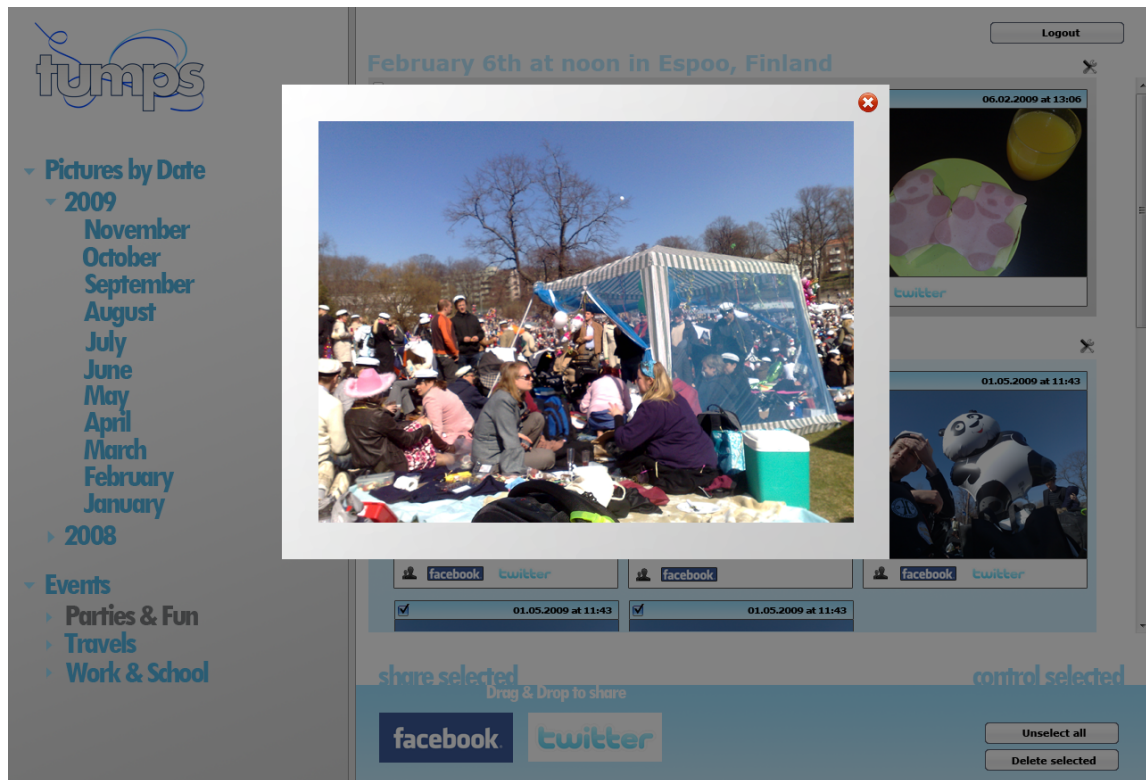 tumps
Pictures by Date
2009
November
October
September
August
July
June
May
April
March
February
January
2008
Events
Parties & Fun
Travels
Work & School
Logout
February 6th at noon in Espoo, Finland
06.02.2009 at 13:06
twitter
01.05.2009 at 11:43
facebook twitter
facebook
facebook twitter
01.05.2009 at 11:43
01.05.2009 at 11:43
share selected
Drag & Drop to share
control selected
facebook
twitter
Unselect all
Delete selected